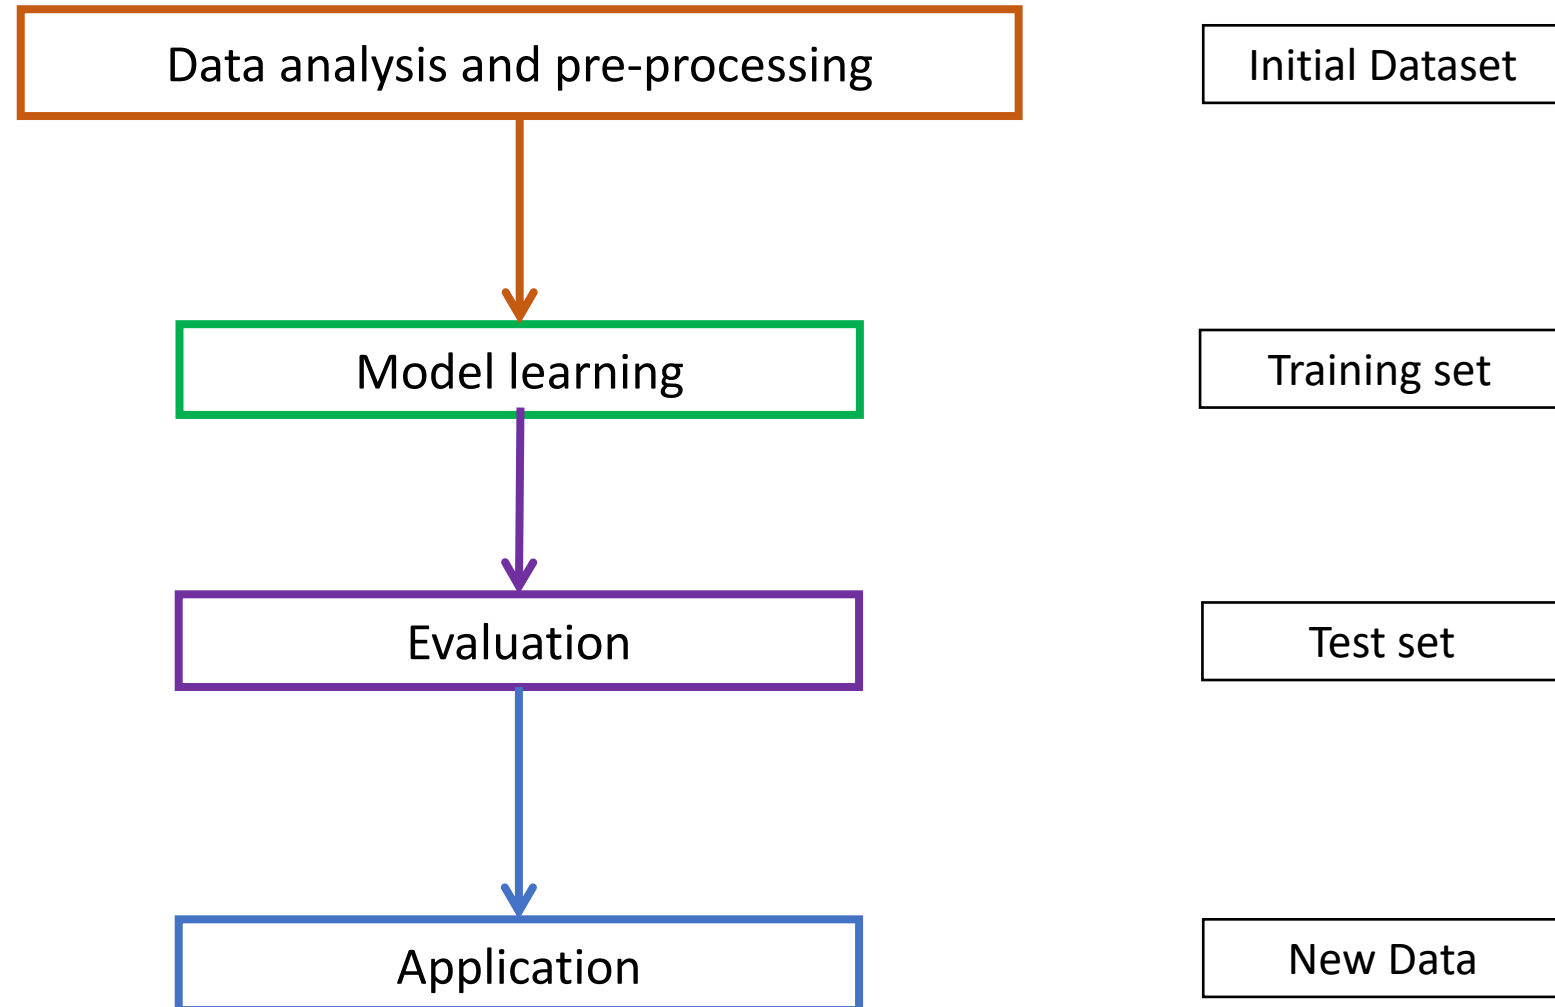 Data analysis and pre-processing
Initial Dataset
Model learning
Training set
Evaluation
Test set
Application
New Data